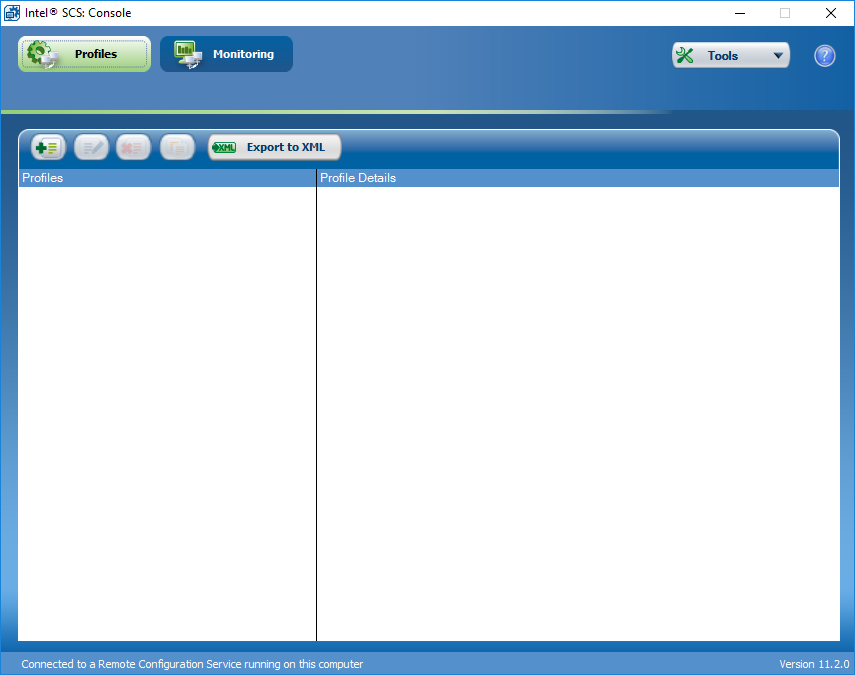 Intel® SCS: Console
Profiles
Monitoring
Tools
?
XML
Export to XML
Profiles
Profile Details
Connected to a Remote Configuration Service running on this computer
Version 11.2.0